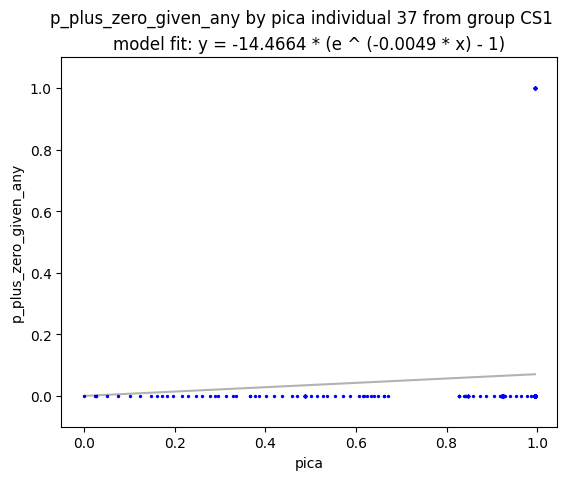 p_plus_zero_given_any by pica individual 37 from group CS1
model fit: y = -14.4664 * (e ^ (-0.0049 * x) - 1)
p_plus_zero_given_any
1.0
0.8
0.6
0.4
0.2
0.0
0.0 0.2 0.4 0.6 0.8 1.0
pica